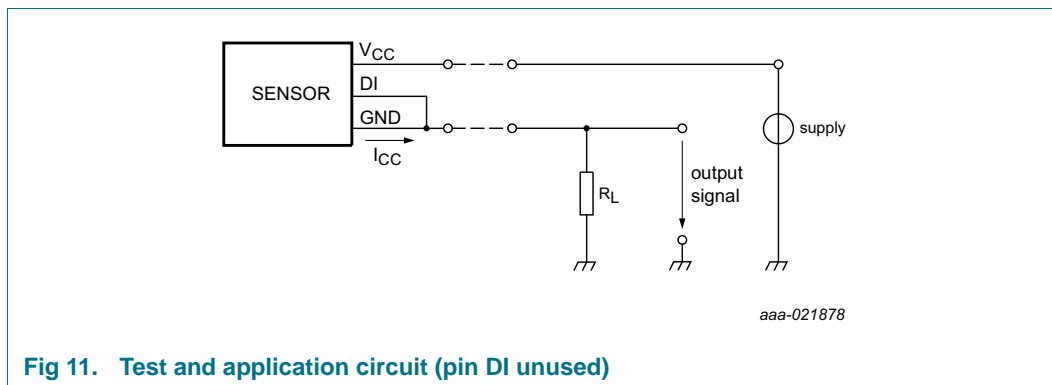 VCC
DI
SENSOR
GND
ICC
supply
RL
output
signal
aaa-021878
Fig 11. Test and application circuit (pin DI unused)